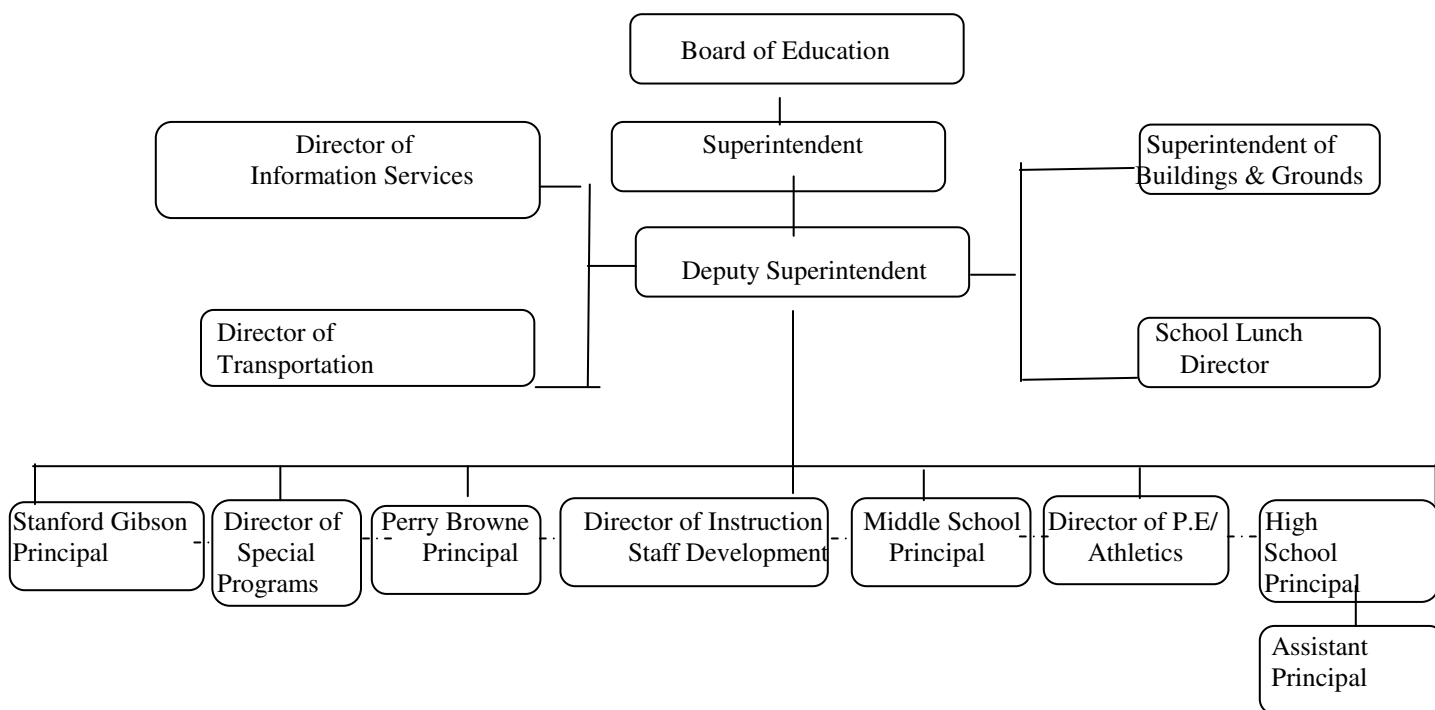 Board of Education
Director of
Information Services
Superintendent
Superintendent of
Buildings & Grounds
Deputy Superintendent
Director of
Transportation
School Lunch
Director
Stanford Gibson
Principal
Director of
Special
Programs
Perry Browne
Principal
Director of Instruction
Staff Development
Middle School
Principal
Director of P.E/
Athletics
High
School
Principal
Assistant
Principal